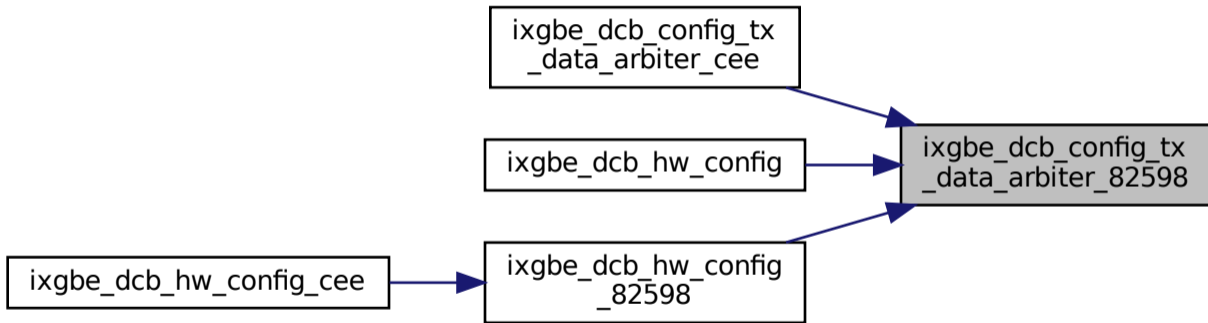 ixgbe_dcb_config_tx
_data_arbiter_cee
ixgbe_dcb_hw_config
ixgbe_dcb_config_tx
_data_arbiter_82598
ixgbe_dcb_hw_config_cee
ixgbe_dcb_hw_config
_82598